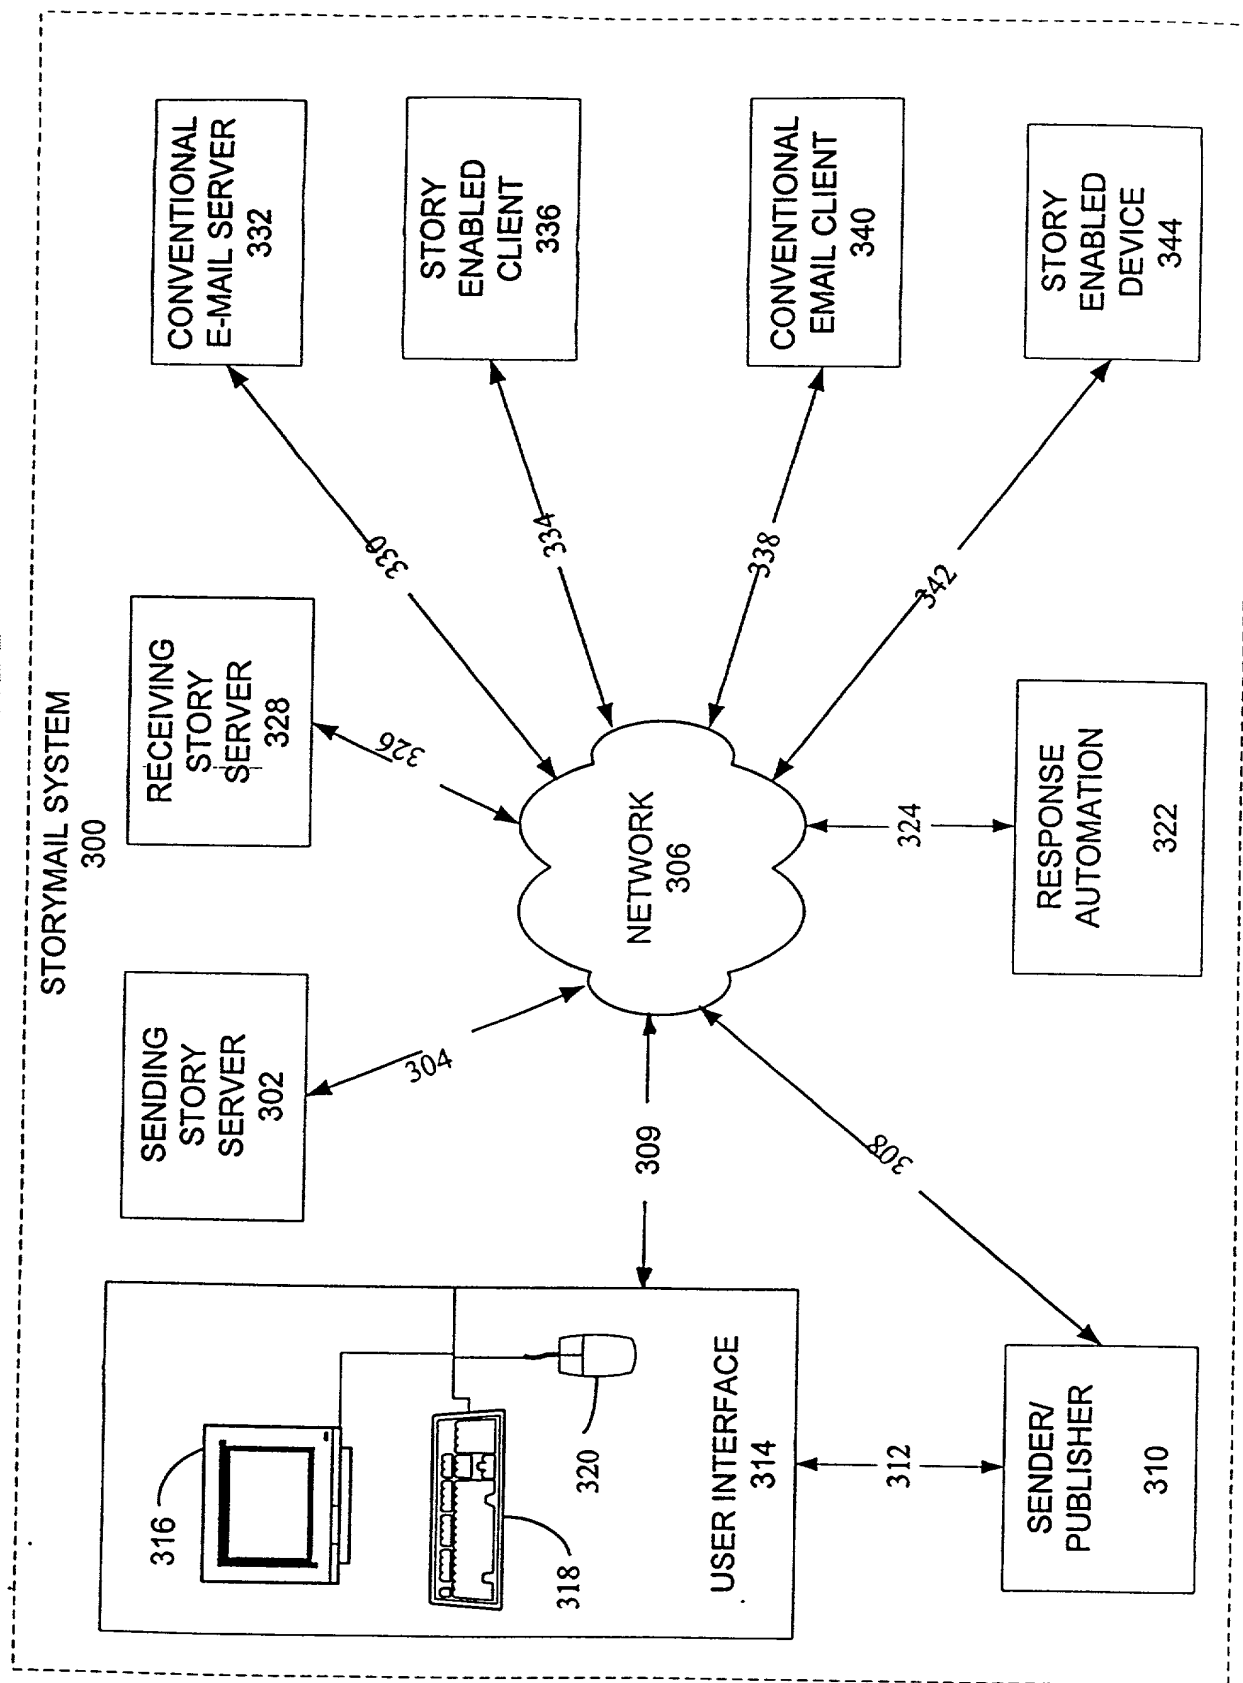 STORYMAIL SYSTEM
300
SENDING
STORY
SERVER
302
RECEIVING
STORY
SERVER
328
CONVENTIONAL
E-MAIL SERVER
332
STORY
ENABLED
CLIENT
336
CONVENTIONAL
EMAIL CLIENT
340
STORY
ENABLED
DEVICE
344
304
326
330
334
338
342
NETWORK
306
309
308
324
316
318
320
USER INTERFACE
314
312
SENDER/
PUBLISHER
310
RESPONSE
AUTOMATION
322